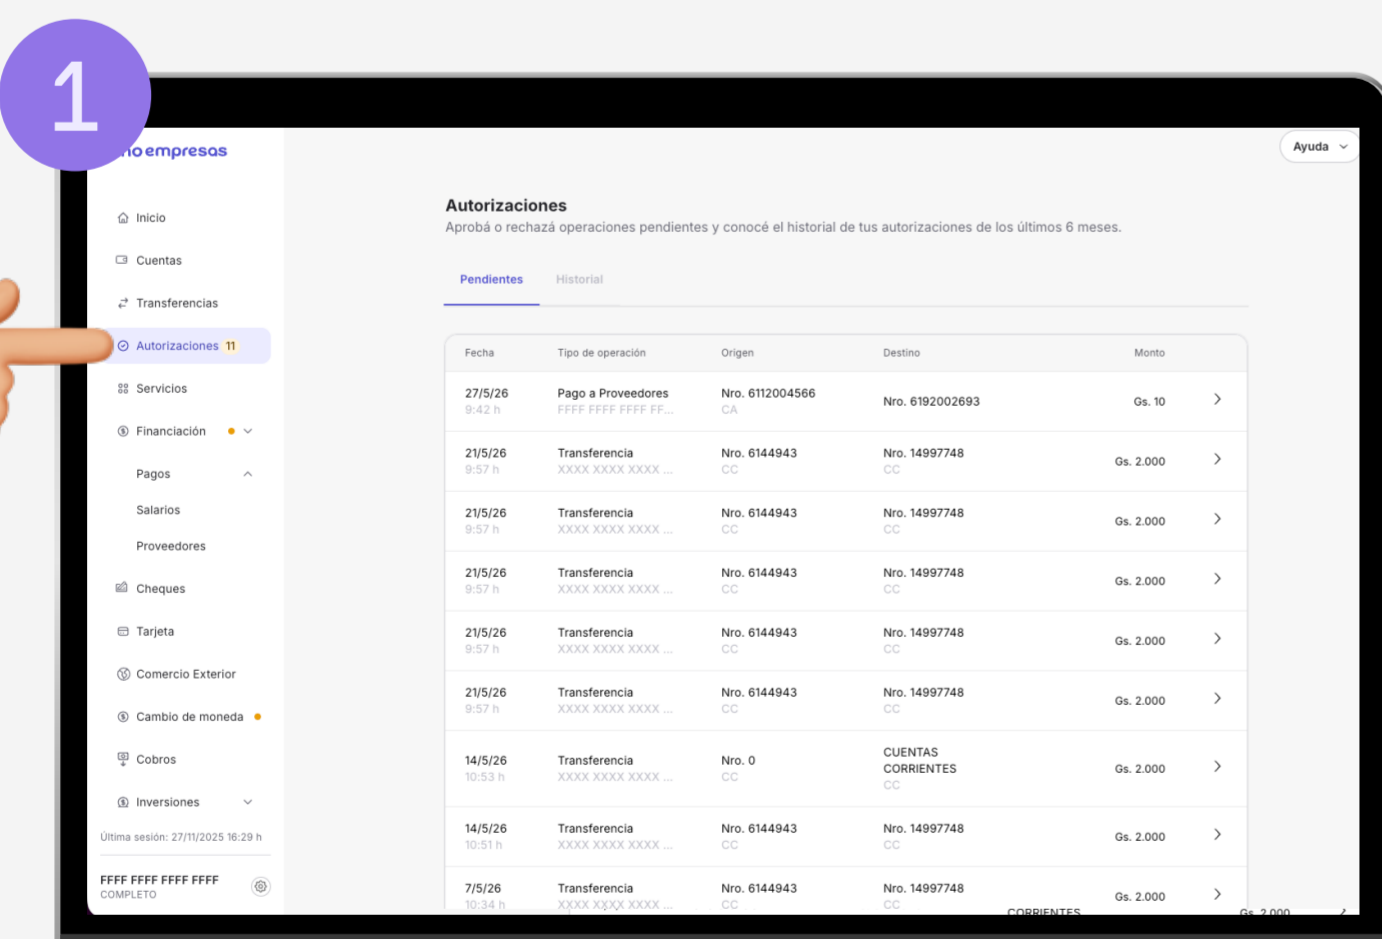 1
empresas
Ayuda
Inicio
Cuentas
Transferencias
Autorizaciones 11
Servicios
Financiación
Pagos
Salarios
Proveedores
Cheques
Tarjeta
Comercio Exterior
Cambio de moneda
Cobros
Inversiones
Última sesión: 27/11/2025 16:29 h
FFFF FFFF FFFF FFFF
COMPLETO
Autorizaciones
Aprobá o rechazá operaciones pendientes y conocé el historial de tus autorizaciones de los últimos 6 meses.
Pendientes Historial
Fecha Tipo de operación Origen Destino Monto
27/5/26 Pago a Proveedores Nro. 6112004566 Nro. 6192002693 Gs. 10
9:42 h FFFF FFFF FFFF FF... CA
21/5/26 Transferencia Nro. 6144943 Nro. 14997748 Gs. 2.000
9:57 h XXXX XXXX XXXX ... CC CC
21/5/26 Transferencia Nro. 6144943 Nro. 14997748 Gs. 2.000
9:57 h XXXX XXXX XXXX ... CC CC
21/5/26 Transferencia Nro. 6144943 Nro. 14997748 Gs. 2.000
9:57 h XXXX XXXX XXXX ... CC CC
21/5/26 Transferencia Nro. 6144943 Nro. 14997748 Gs. 2.000
9:57 h XXXX XXXX XXXX ... CC CC
21/5/26 Transferencia Nro. 6144943 Nro. 14997748 Gs. 2.000
9:57 h XXXX XXXX XXXX ... CC CC
14/5/26 Transferencia Nro. 0 CUENTAS CORRIENTES Gs. 2.000
10:53 h XXXX XXXX XXXX ... CC CC
14/5/26 Transferencia Nro. 6144943 Nro. 14997748 Gs. 2.000
10:51 h XXXX XXXX XXXX ... CC CC
7/5/26 Transferencia Nro. 6144943 Nro. 14997748 Gs. 2.000
10:34 h XXXX XXXX XXXX ... CC CC
CORRIENTES Gs. 2.000